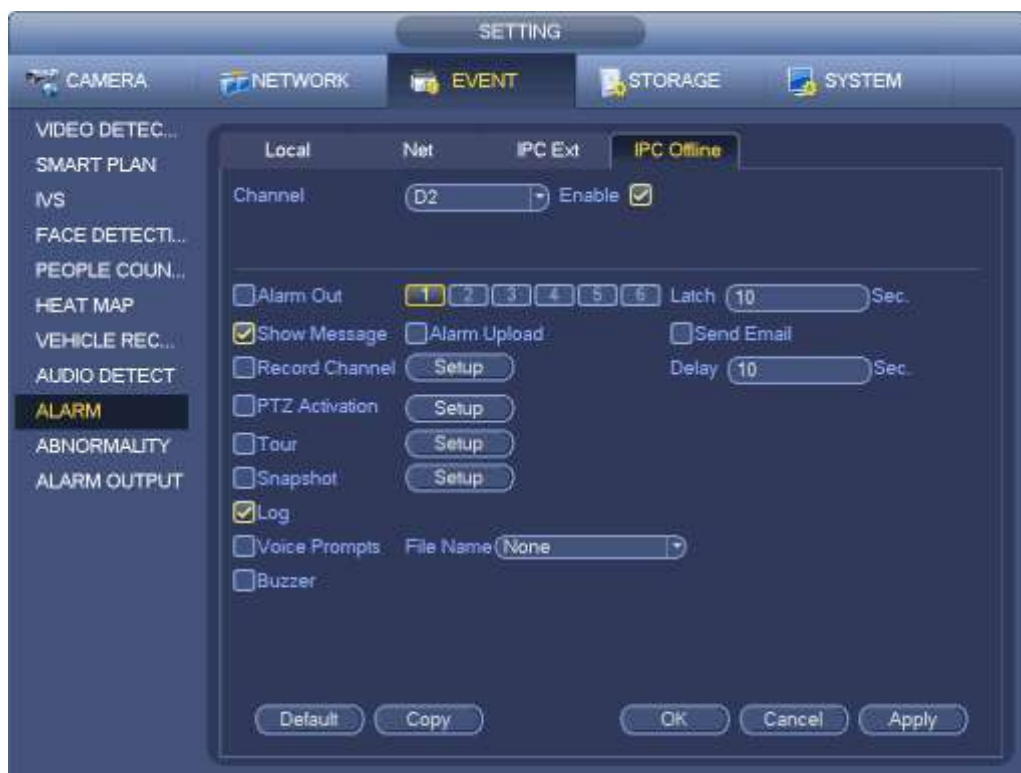 SETTING
CAMERA NETWORK EVENT STORAGE SYSTEM
VIDEO DETEC...
SMART PLAN
IVS
FACE DETECTI...
PEOPLE COUN...
HEAT MAP
VEHICLE REC...
AUDIO DETECT
ALARM
ABNORMALITY
ALARM OUTPUT
Local Net IPC Ext IPC Offline
Channel D2 Enable
Alarm Out 1 2 3 4 5 6 Latch 10 Sec.
Show Message Alarm Upload Send Email
Record Channel Setup Delay 10 Sec.
PTZ Activation Setup
Tour Setup
Snapshot Setup
Log
Voice Prompts File Name None
Buzzer
Default Copy OK Cancel Apply